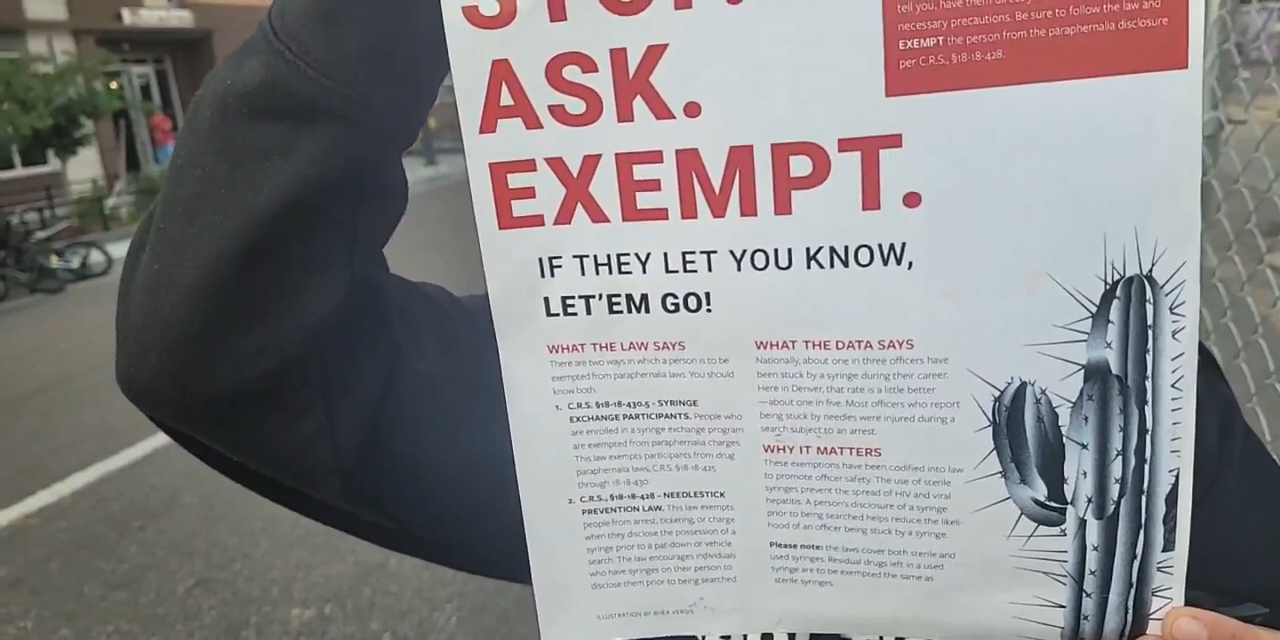 STOP.
ASK.
EXEMPT.
tell you, have them
necessary precautions. Be sure to follow the law and
EXEMPT the person from the paraphernalia disclosure
per C.R.S., §18-18-428.
IF THEY LET YOU KNOW,
LET'EM GO!
WHAT THE LAW SAYS
There are two ways in which a person is to be
exempted from paraphernalia laws. You should
know both.
1. C.R.S. §18-18-430.5 - SYRINGE
EXCHANGE PARTICIPANTS. People who
are enrolled in a syringe exchange program
are exempted from paraphernalia charges.
This law exempts participants from drug
paraphernalia laws, C.R.S. §18-18-425
through 18-18-430.
2. C.R.S., §18-18-428 - NEEDLESTICK
PREVENTION LAW. This law exempts
people from arrest, ticketing, or charge
when they disclose the possession of a
syringe prior to a pat-down or vehicle
search. The law encourages individuals
who have syringes on their person to
disclose them prior to being searched.
ILLUSTRATION BY RHEA VERGIS
WHAT THE DATA SAYS
Nationally, about one in three officers have
been stuck by a syringe during their career.
Here in Denver, that rate is a little better
—about one in five. Most officers who report
being stuck by needles were injured during a
search subject to an arrest.
WHY IT MATTERS
These exemptions have been codified into law
to promote officer safety. The use of sterile
syringes prevent the spread of HIV and viral
hepatitis. A person's disclosure of a syringe
prior to being searched helps reduce the likeli-
hood of an officer being stuck by a syringe.
Please note: the laws cover both sterile and
used syringes. Residual drugs left in a used
syringe are to be exempted the same as
sterile syringes.